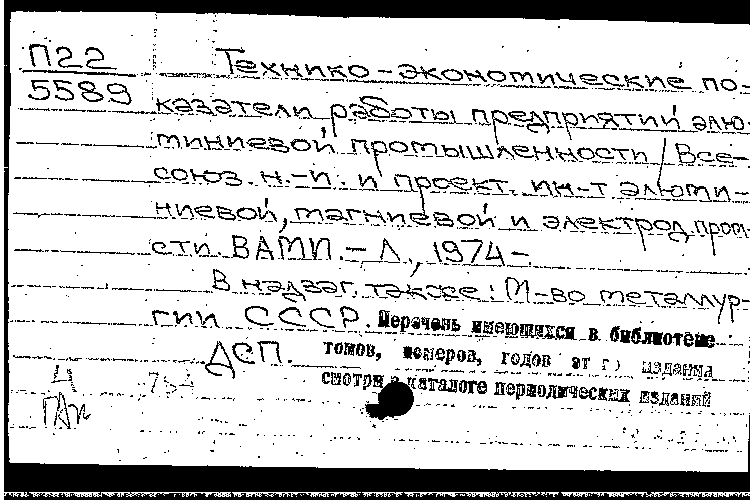 П22
5589
Технико-экономические по-
казатели работы предприятий алю-
миниевой промышленности / Все-
союз. н.-и. и проект. ин-т алюми-
ниевой, магниевой и электрод. пром-
сти. ВАМИ. – Л., 1974 –
В надзаг. также: М-во металлур-
гии СССР.
Перечень имеющихся в библиотеке
томов, номеров, годов эт г) издания
смотри в каталоге периодических изданий
ДСП.